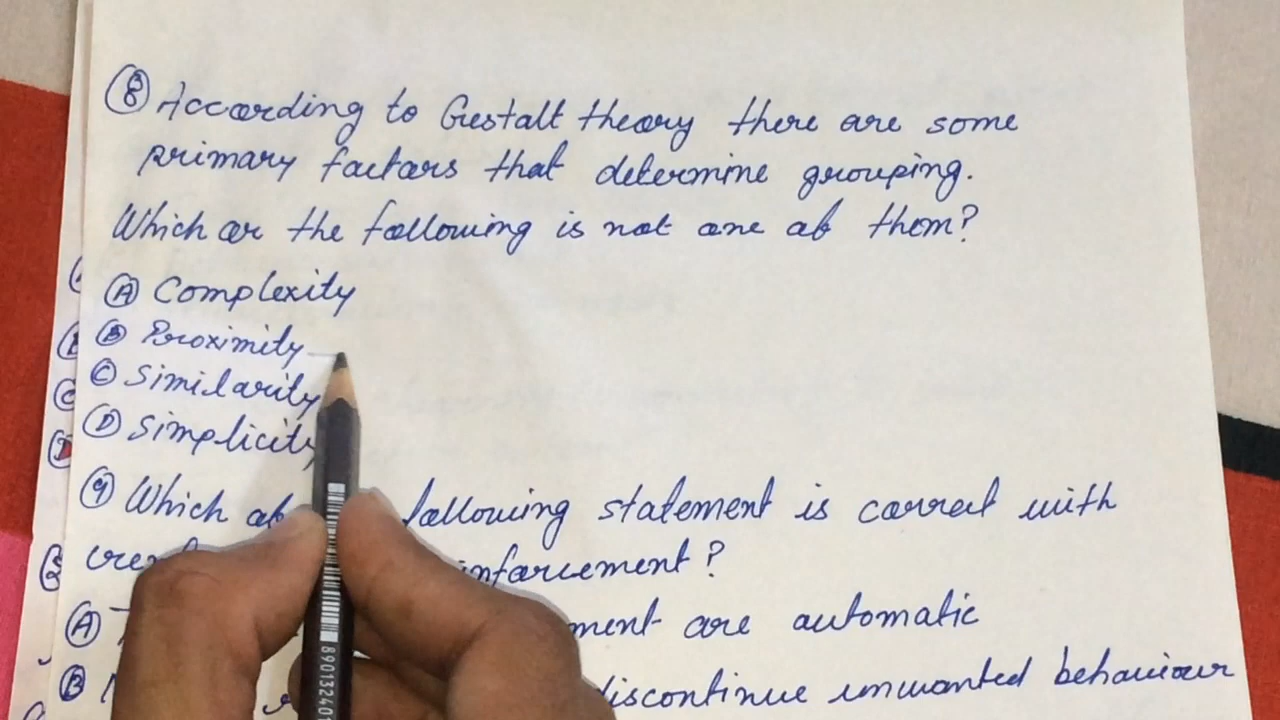 ⑧ According to Gestalt theory there are some
primary factors that determine grouping.
Which or the following is not one of them?
Ⓐ Complexity
Ⓑ Proximity
Ⓒ Similarity
Ⓓ Simplicity
⑨ Which of following statement is correct with
inforcement?
Ⓐ ment are automatic
Ⓑ discontinue unwanted behaviour
890132401